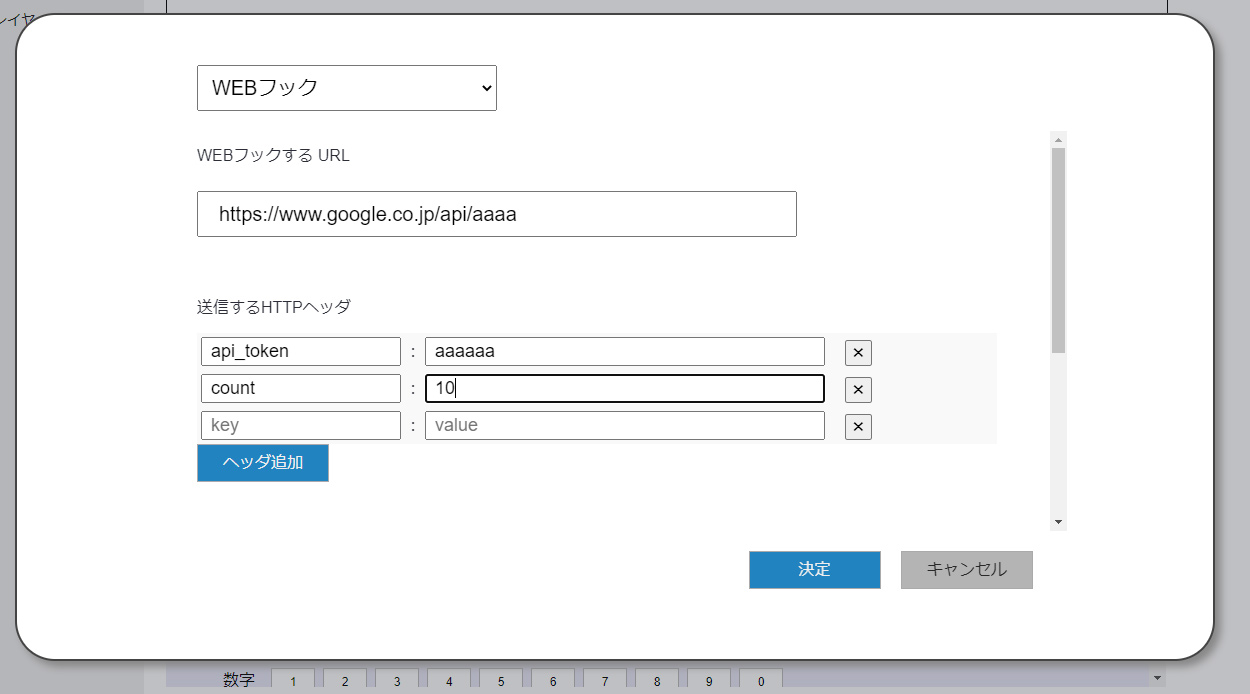 WEBフック
WEBフックする URL
https://www.google.co.jp/api/aaaa
送信するHTTPヘッダ
api_token : aaaaaa ×
count : 10 ×
key : value ×
ヘッダ追加
決定 キャンセル
数字 1 2 3 4 5 6 7 8 9 0